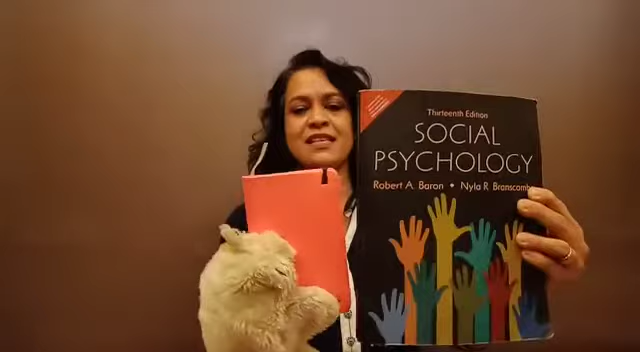 Thirteenth Edition
SOCIAL
PSYCHOLOGY
Robert A. Baron • Nyla R. Branscombe